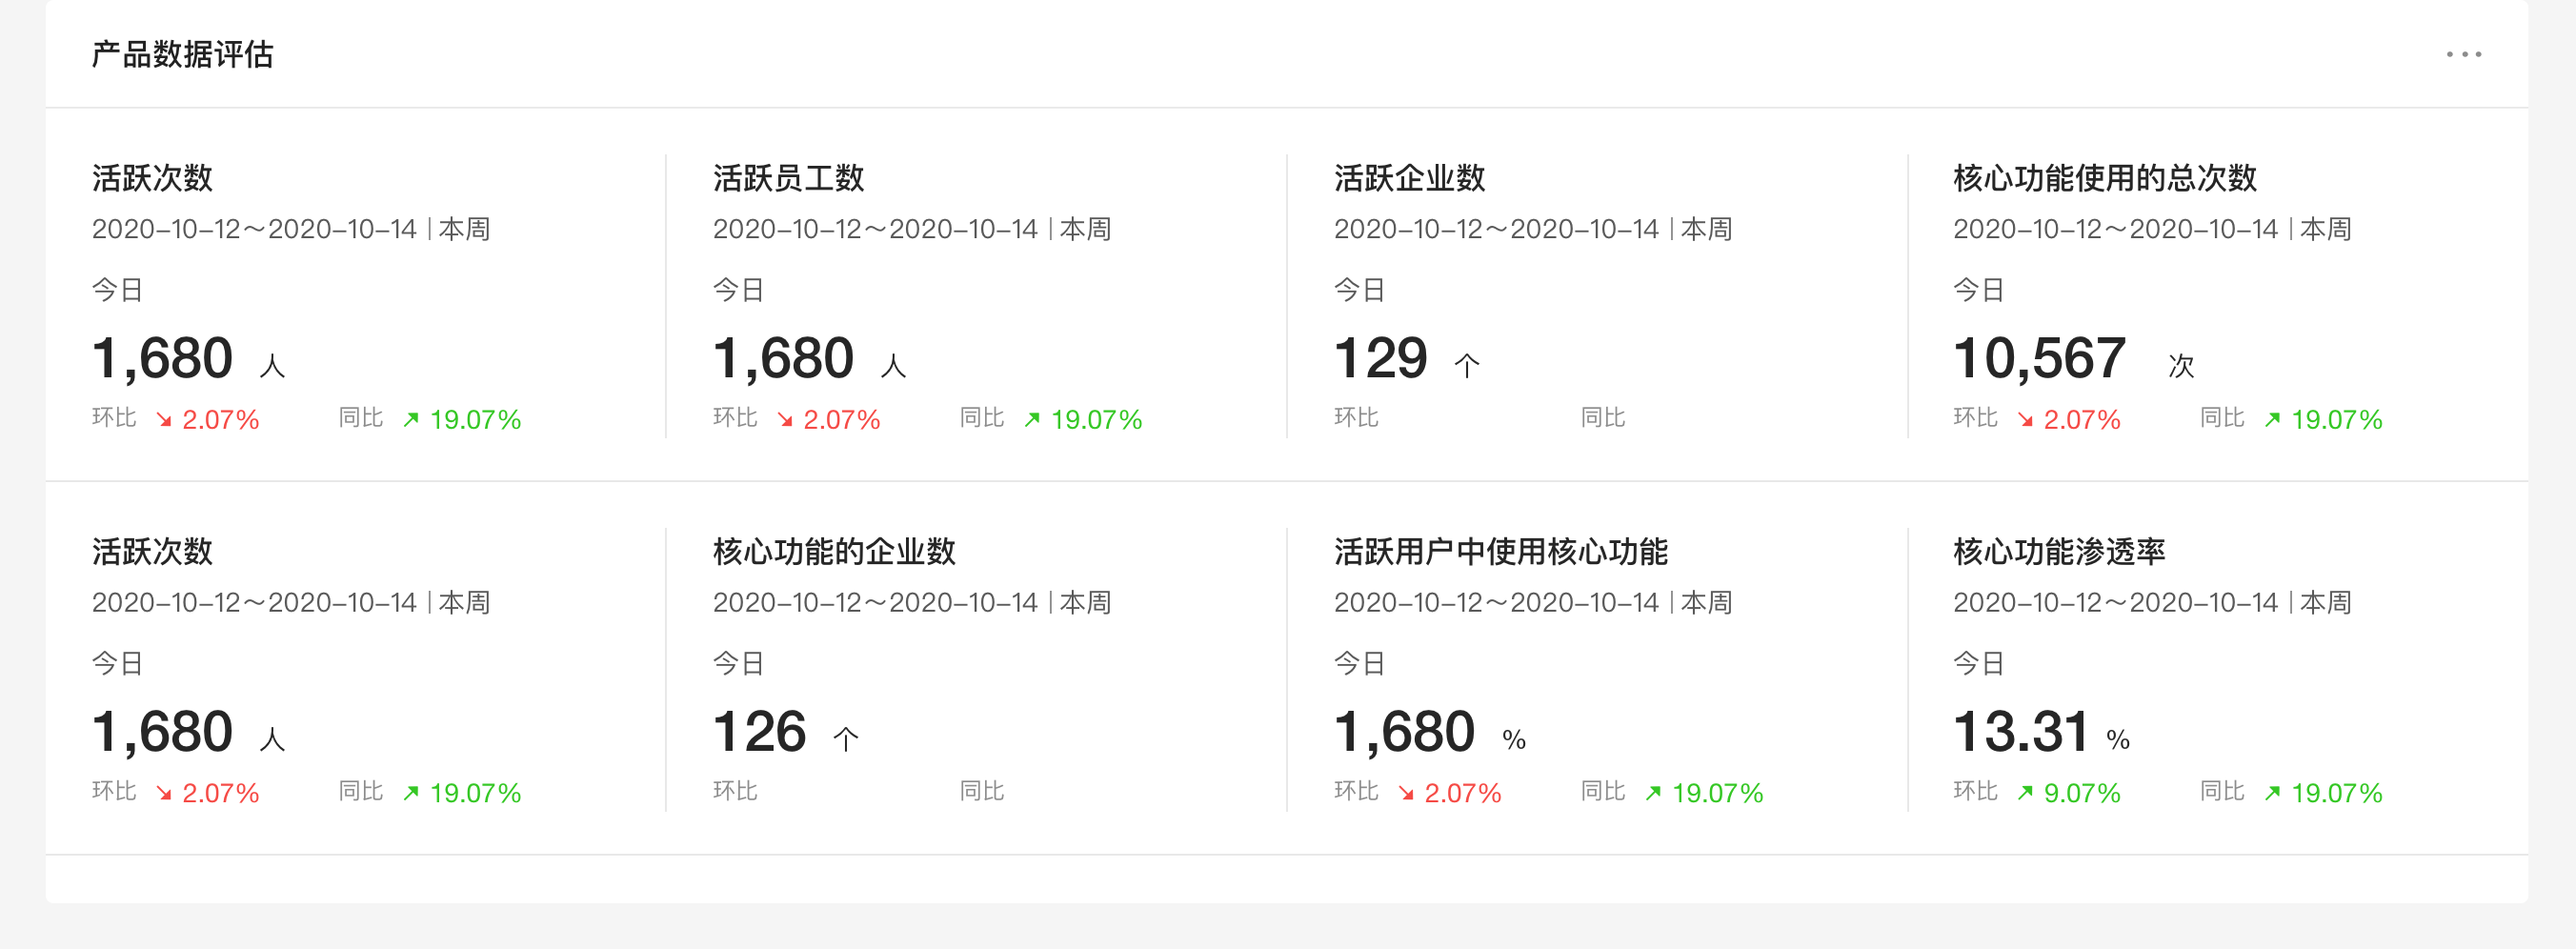 产品数据评估
活跃次数
2020-10-12～2020-10-14 | 本周
今日
1,680 人
环比 ↘ 2.07% 同比 ↗ 19.07%
活跃员工数
2020-10-12～2020-10-14 | 本周
今日
1,680 人
环比 ↘ 2.07% 同比 ↗ 19.07%
活跃企业数
2020-10-12～2020-10-14 | 本周
今日
129 个
环比 同比
核心功能使用的总次数
2020-10-12～2020-10-14 | 本周
今日
10,567 次
环比 ↘ 2.07% 同比 ↗ 19.07%
活跃次数
2020-10-12～2020-10-14 | 本周
今日
1,680 人
环比 ↘ 2.07% 同比 ↗ 19.07%
核心功能的企业数
2020-10-12～2020-10-14 | 本周
今日
126 个
环比 同比
活跃用户中使用核心功能
2020-10-12～2020-10-14 | 本周
今日
1,680 %
环比 ↘ 2.07% 同比 ↗ 19.07%
核心功能渗透率
2020-10-12～2020-10-14 | 本周
今日
13.31 %
环比 ↗ 9.07% 同比 ↗ 19.07%